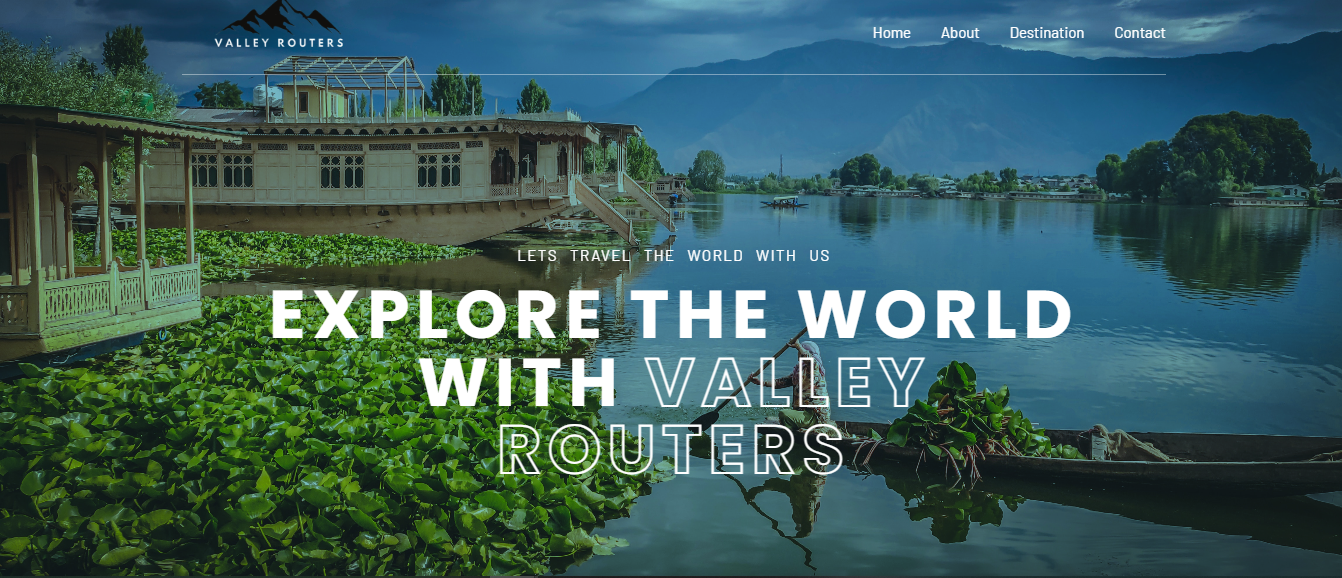 VALLEY ROUTERS
Home About Destination Contact
LETS TRAVEL THE WORLD WITH US
EXPLORE THE WORLD
WITH VALLEY
ROUTERS